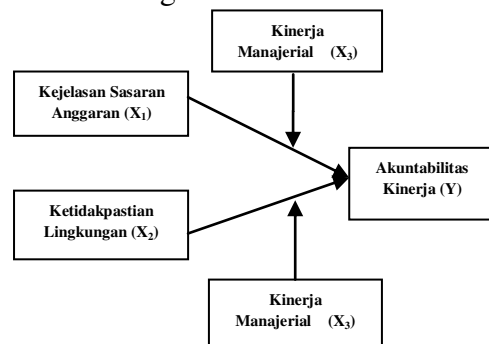 Kinerja
Manajerial (X₃)
Kejelasan Sasaran
Anggaran (X₁)
Akuntabilitas
Kinerja (Y)
Ketidakpastian
Lingkungan (X₂)
Kinerja
Manajerial (X₃)